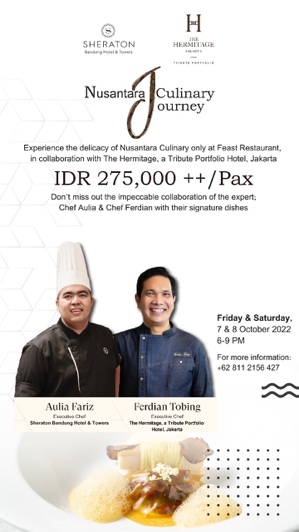 SHERATON
Bandung Hotel & Towers
H
THE
HERMITAGE
JAKARTA
TRIBUTE PORTFOLIO
Nusantara Culinary
Journey
Experience the delicacy of Nusantara Culinary only at Feast Restaurant,
in collaboration with The Hermitage, a Tribute Portfolio Hotel, Jakarta
IDR 275,000 ++/Pax
Don't miss out the impeccable collaboration of the expert;
Chef Aulia & Chef Ferdian with their signature dishes
Friday & Saturday,
7 & 8 October 2022
6-9 PM
For more information:
+62 811 2156 427
Aulia Fariz
Executive Chef
Sheraton Bandung Hotel & Towers
Ferdian Tobing
Executive Chef
The Hermitage, a Tribute Portfolio
Hotel, Jakarta